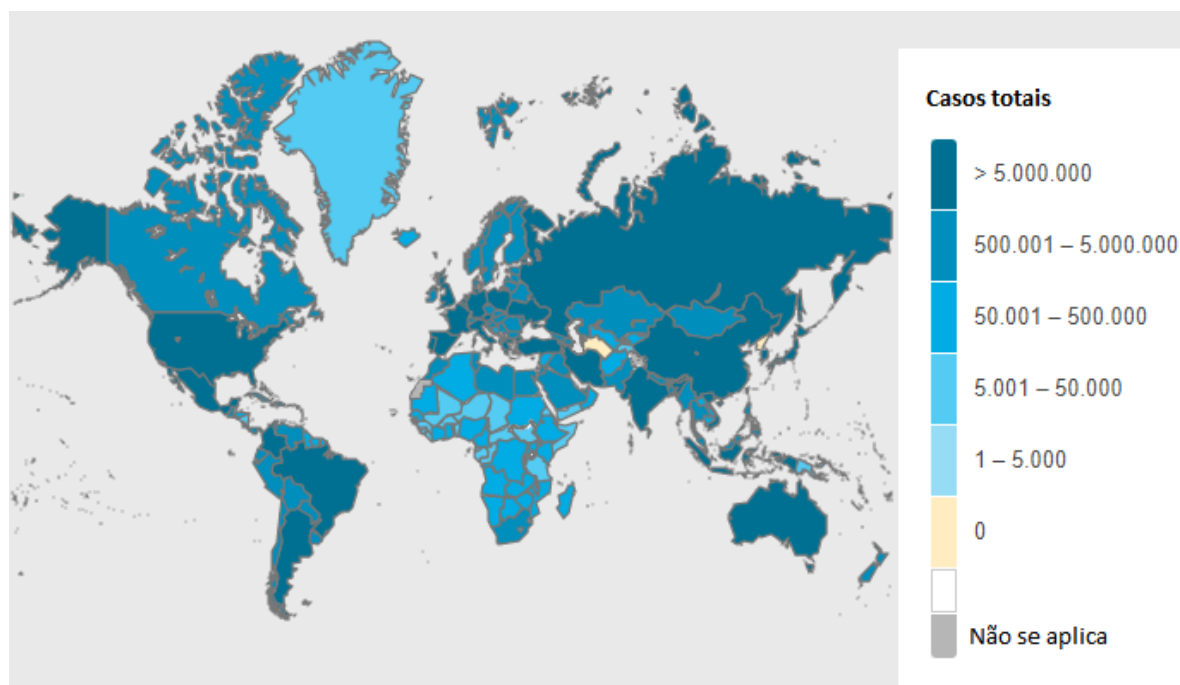 Casos totais
> 5.000.000
500.001 – 5.000.000
50.001 – 500.000
5.001 – 50.000
1 – 5.000
0
Não se aplica